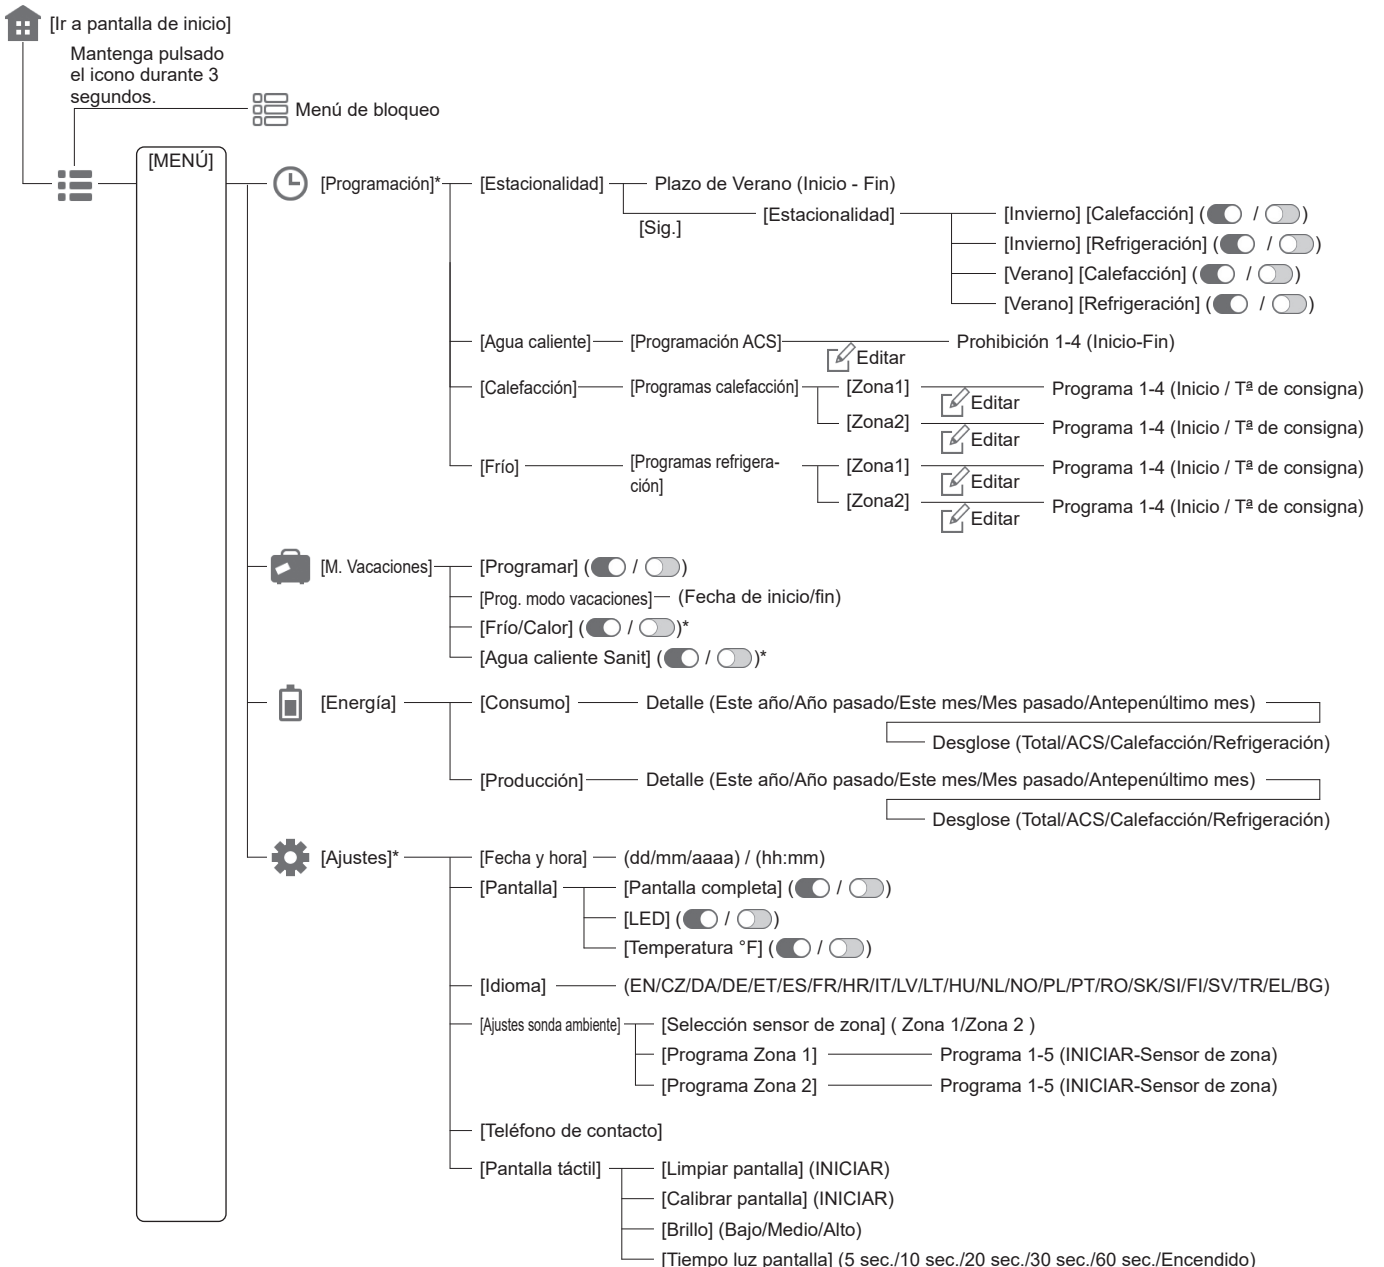 [Ir a pantalla de inicio]
Mantenga pulsado
el icono durante 3
segundos.
Menú de bloqueo
[MENÚ]
[Programación]*
[Estacionalidad]
Plazo de Verano (Inicio - Fin)
[Sig.]
[Estacionalidad]
[Invierno] [Calefacción] ( / )
[Invierno] [Refrigeración] ( / )
[Verano] [Calefacción] ( / )
[Verano] [Refrigeración] ( / )
[Agua caliente]
[Programación ACS]
Editar
Prohibición 1-4 (Inicio-Fin)
[Calefacción]
[Programas calefacción]
[Zona1]
Editar
Programa 1-4 (Inicio / Tª de consigna)
[Zona2]
Editar
Programa 1-4 (Inicio / Tª de consigna)
[Frío]
[Programas refrigera-
ción]
[Zona1]
Editar
Programa 1-4 (Inicio / Tª de consigna)
[Zona2]
Editar
Programa 1-4 (Inicio / Tª de consigna)
[M. Vacaciones]
[Programar] ( / )
[Prog. modo vacaciones]
(Fecha de inicio/fin)
[Frío/Calor] ( / )*
[Agua caliente Sanit] ( / )*
[Energía]
[Consumo]
Detalle (Este año/Año pasado/Este mes/Mes pasado/Antepenúltimo mes)
Desglose (Total/ACS/Calefacción/Refrigeración)
[Producción]
Detalle (Este año/Año pasado/Este mes/Mes pasado/Antepenúltimo mes)
Desglose (Total/ACS/Calefacción/Refrigeración)
[Ajustes]*
[Fecha y hora]
(dd/mm/aaaa) / (hh:mm)
[Pantalla]
[Pantalla completa] ( / )
[LED] ( / )
[Temperatura °F] ( / )
[Idioma]
(EN/CZ/DA/DE/ET/ES/FR/HR/IT/LV/LT/HU/NL/NO/PL/PT/RO/SK/SI/FI/SV/TR/EL/BG)
[Ajustes sonda ambiente]
[Selección sensor de zona] ( Zona 1/Zona 2 )
[Programa Zona 1]
Programa 1-5 (INICIAR-Sensor de zona)
[Programa Zona 2]
Programa 1-5 (INICIAR-Sensor de zona)
[Teléfono de contacto]
[Pantalla táctil]
[Limpiar pantalla] (INICIAR)
[Calibrar pantalla] (INICIAR)
[Brillo] (Bajo/Medio/Alto)
[Tiempo luz pantalla] (5 sec./10 sec./20 sec./30 sec./60 sec./Encendido)